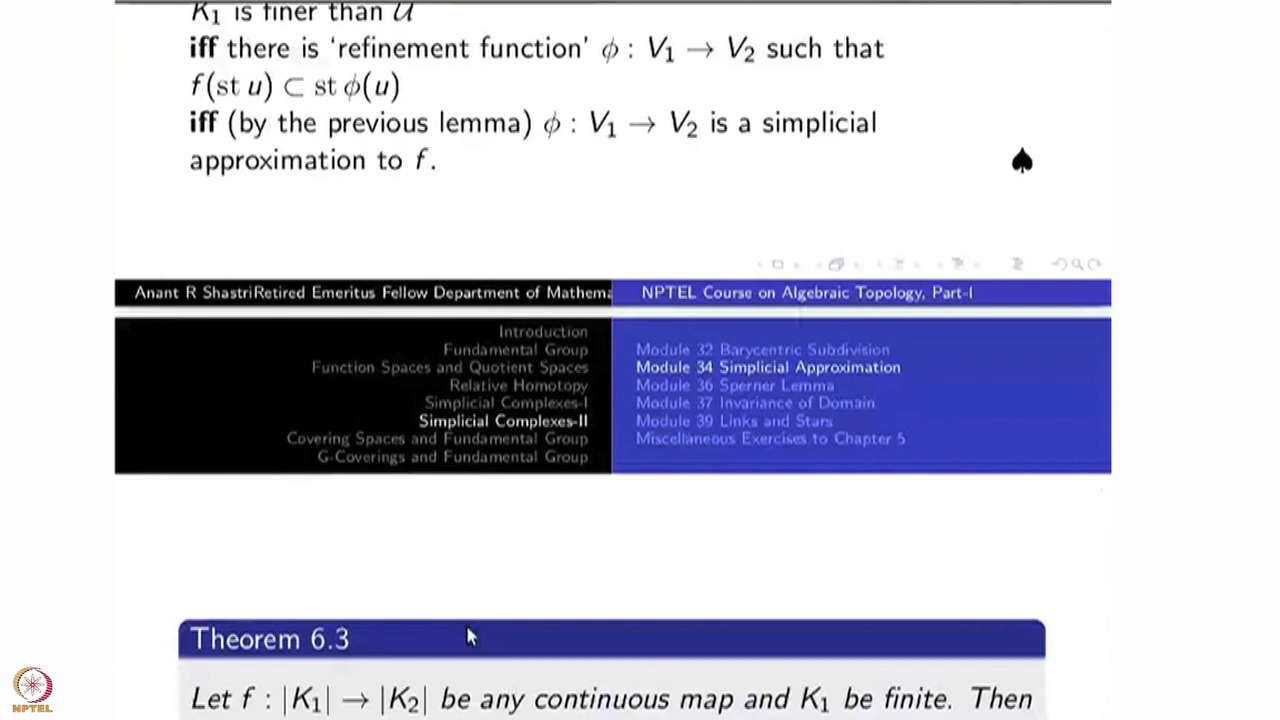 K₁ is finer than 𝒰
iff there is ‘refinement function’ ϕ : V₁ → V₂ such that
f(st u) ⊂ st ϕ(u)
iff (by the previous lemma) ϕ : V₁ → V₂ is a simplicial
approximation to f. ♠
Anant R ShastriRetired Emeritus Fellow Department of Mathema
NPTEL Course on Algebraic Topology, Part-I
Introduction
Fundamental Group
Function Spaces and Quotient Spaces
Relative Homotopy
Simplicial Complexes-I
Simplicial Complexes-II
Covering Spaces and Fundamental Group
G-Coverings and Fundamental Group
Module 32 Barycentric Subdivision
Module 34 Simplicial Approximation
Module 36 Sperner Lemma
Module 37 Invariance of Domain
Module 39 Links and Stars
Miscellaneous Exercises to Chapter 5
Theorem 6.3
Let f : |K₁| → |K₂| be any continuous map and K₁ be finite. Then
NPTEL